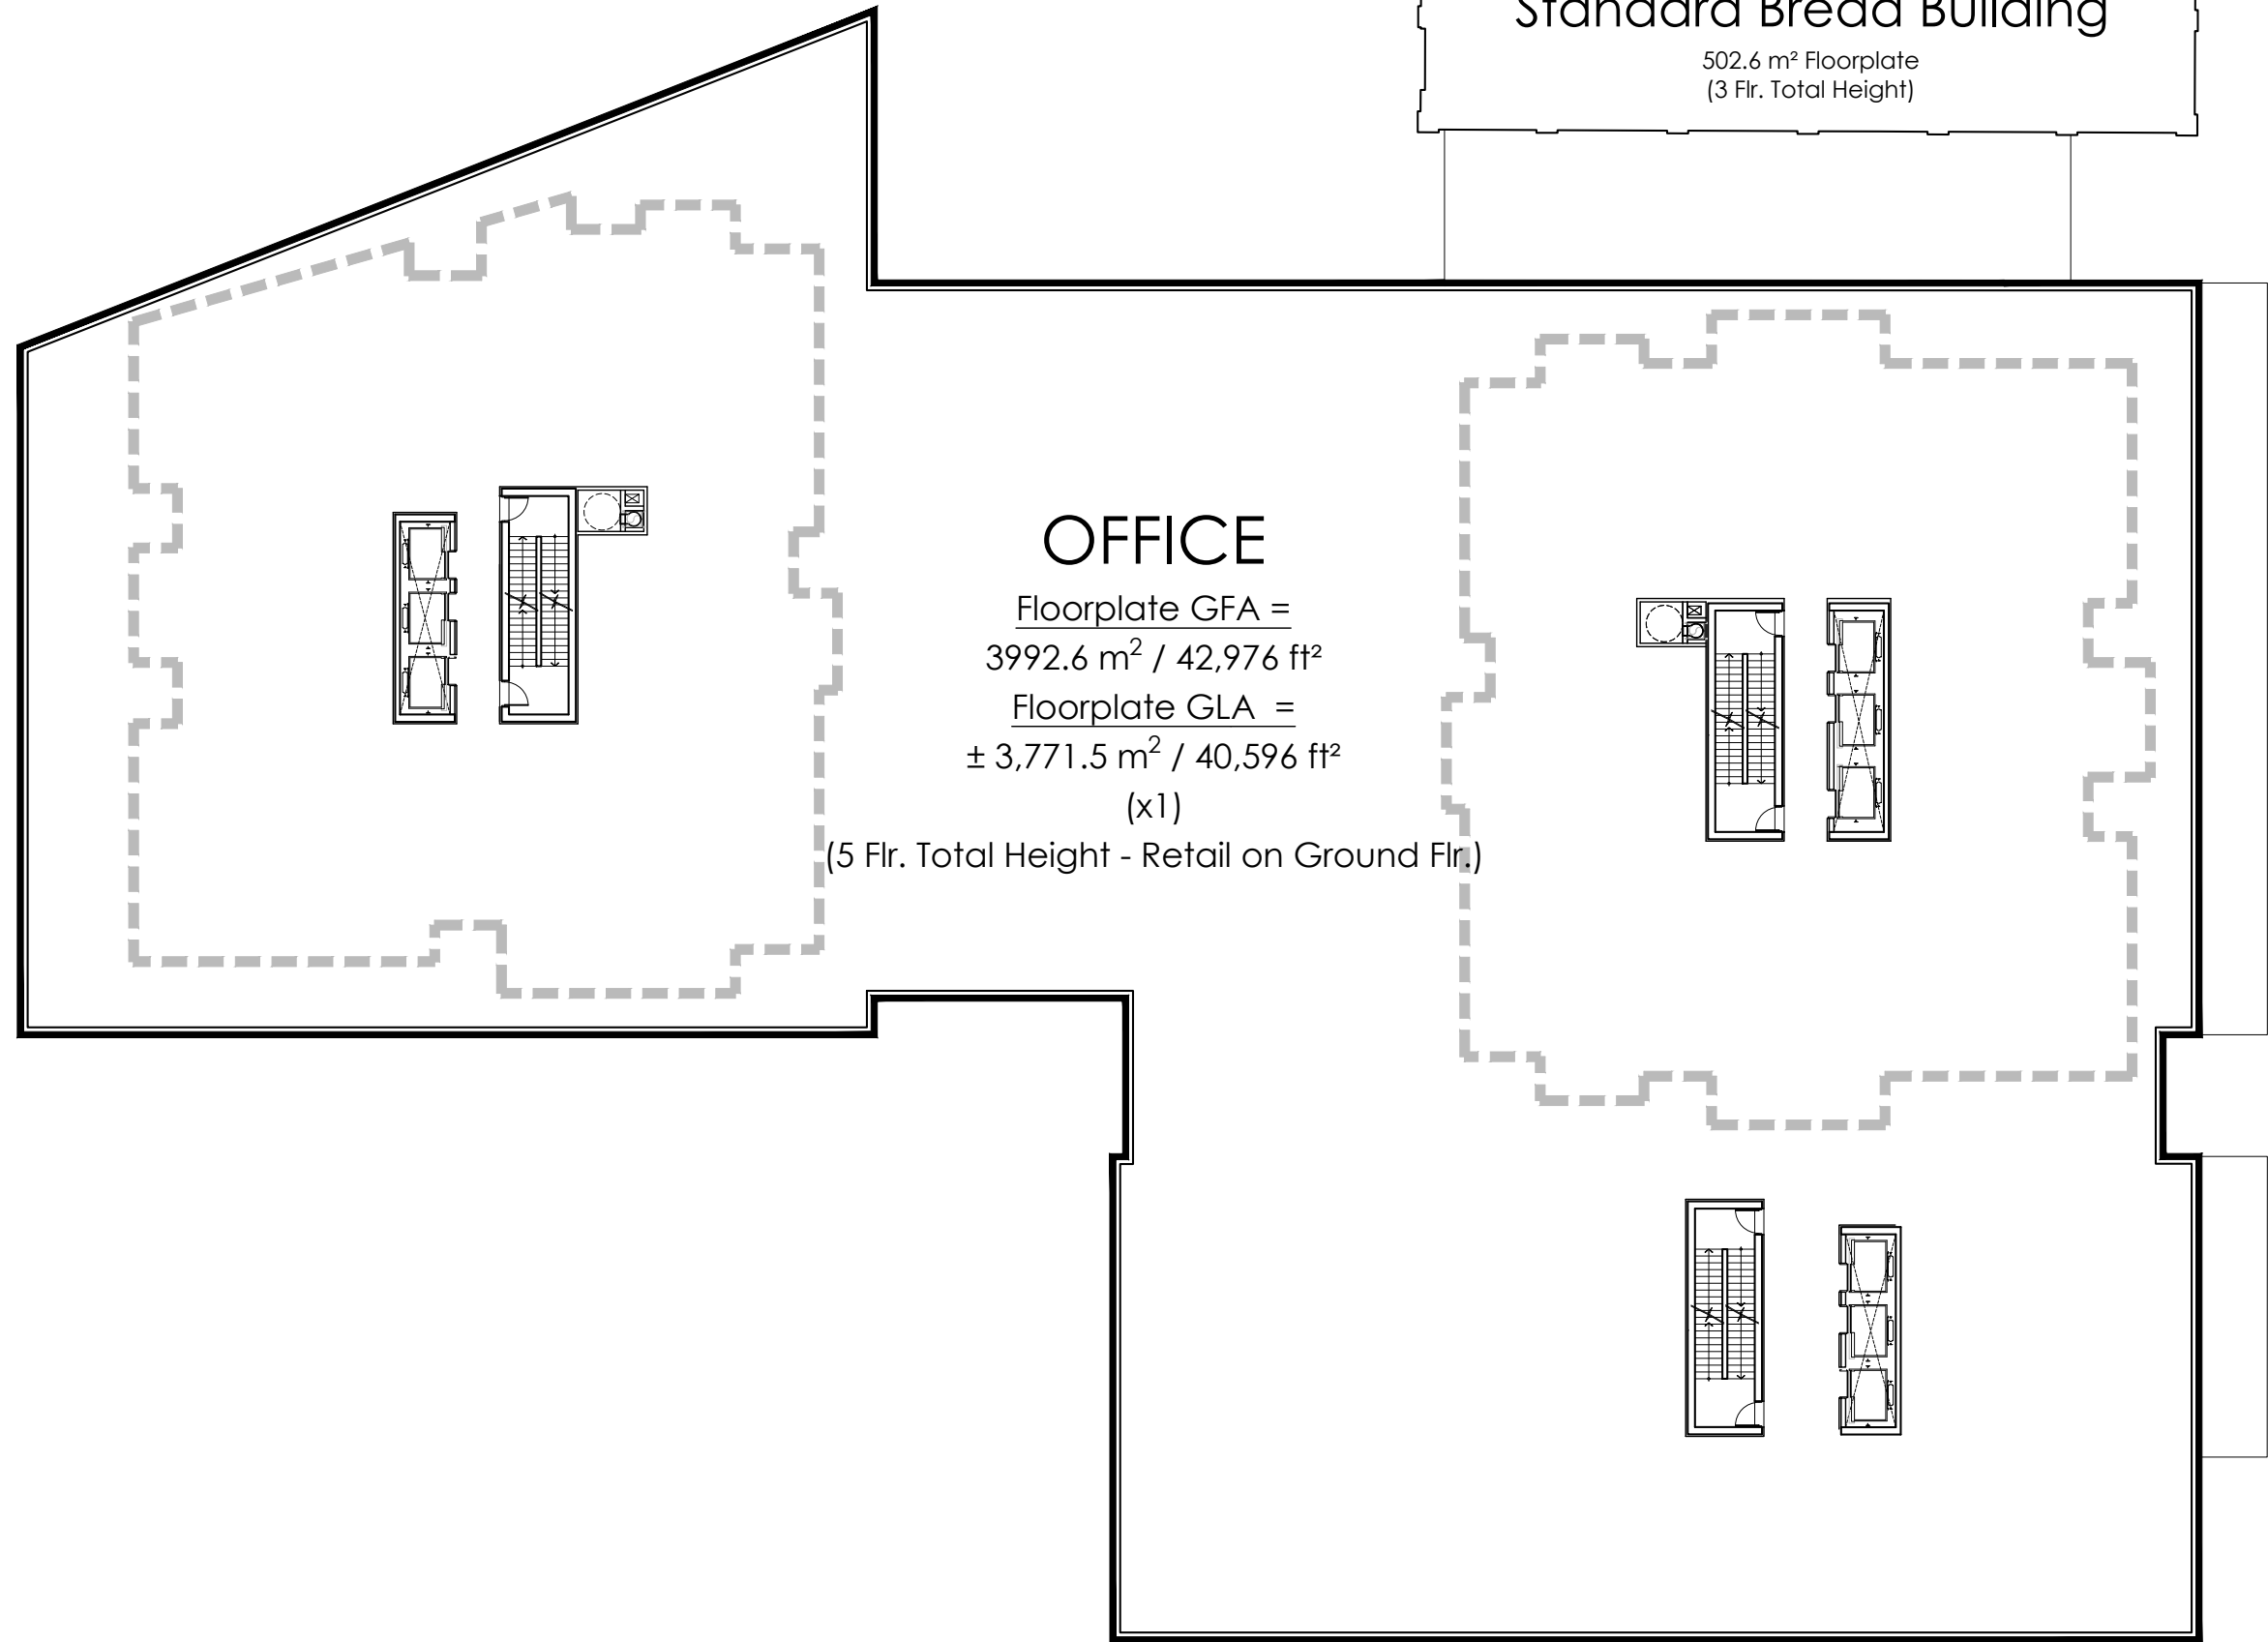 Standard Bread Building
502.6 m² Floorplate
(3 Flr. Total Height)
OFFICE
Floorplate GFA =
3992.6 m² / 42,976 ft²
Floorplate GLA =
± 3,771.5 m² / 40,596 ft²
(x1)
(5 Flr. Total Height - Retail on Ground Flr.)